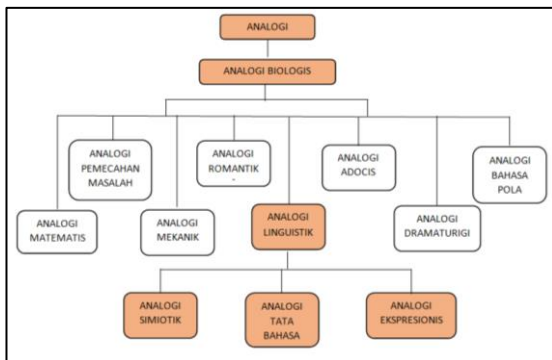 ANALOGI
ANALOGI BIOLOGIS
ANALOGI
PEMECAHAN
MASALAH
ANALOGI
ROMANTIK
-
ANALOGI
ADOCIS
ANALOGI
BAHASA
POLA
ANALOGI
MATEMATIS
ANALOGI
MEKANIK
ANALOGI
LINGUISTIK
ANALOGI
DRAMATURIGI
ANALOGI
SIMIOTIK
ANALOGI
TATA
BAHASA
ANALOGI
EKSPRESIONIS